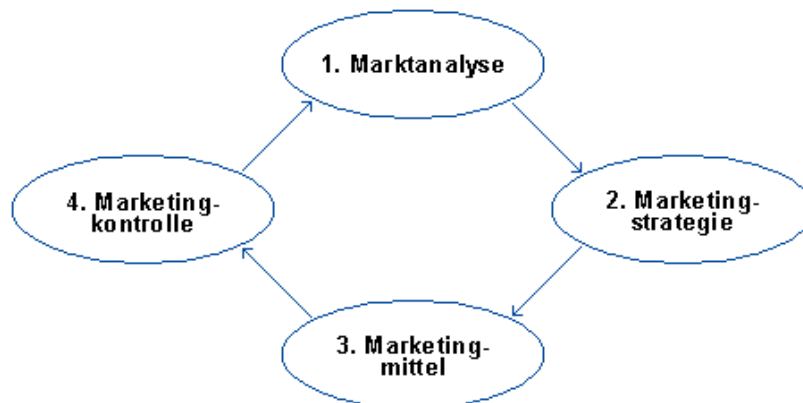 1. Marktanalyse
2. Marketing-
strategie
3. Marketing-
mittel
4. Marketing-
kontrolle